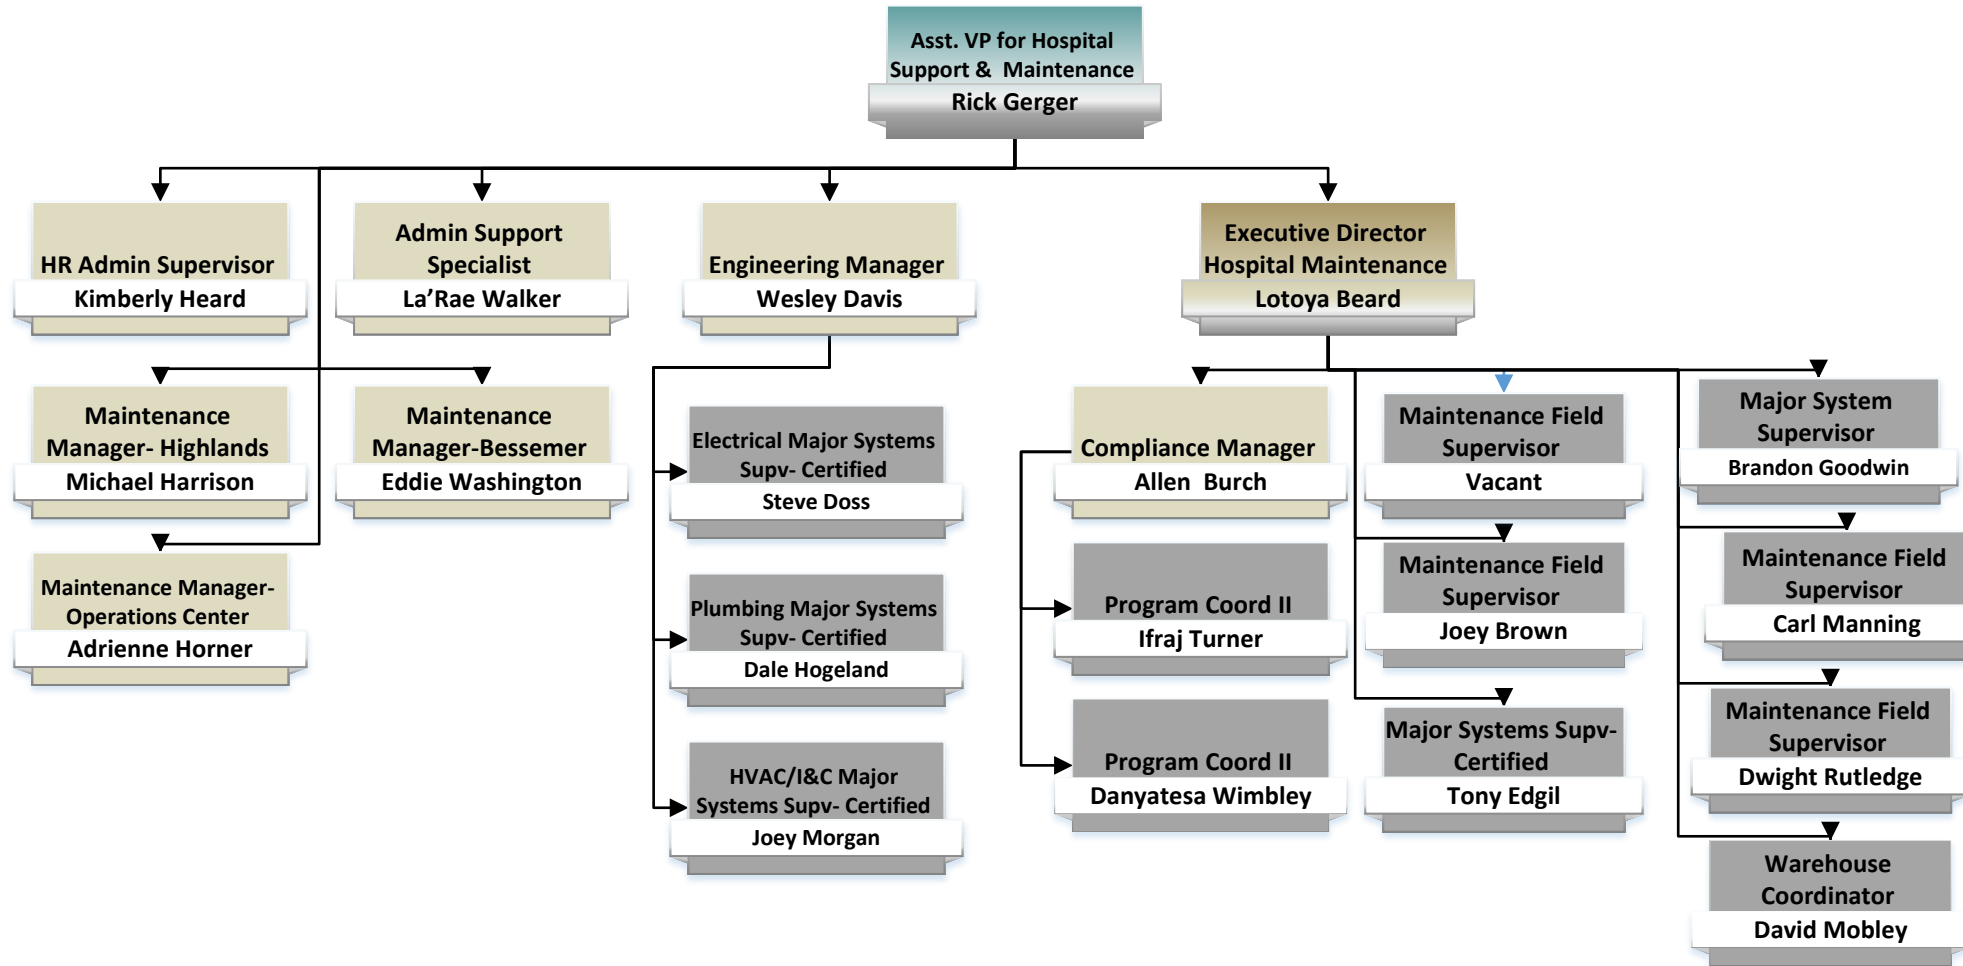 Asst. VP for Hospital
Support & Maintenance
Rick Gerger
HR Admin Supervisor
Kimberly Heard
Admin Support
Specialist
La’Rae Walker
Engineering Manager
Wesley Davis
Executive Director
Hospital Maintenance
Lotoya Beard
Maintenance
Manager- Highlands
Michael Harrison
Maintenance
Manager-Bessemer
Eddie Washington
Maintenance Manager-
Operations Center
Adrienne Horner
Electrical Major Systems
Supv- Certified
Steve Doss
Plumbing Major Systems
Supv- Certified
Dale Hogeland
HVAC/I&C Major
Systems Supv- Certified
Joey Morgan
Compliance Manager
Allen Burch
Program Coord II
Ifraj Turner
Program Coord II
Danyatesa Wimbley
Maintenance Field
Supervisor
Vacant
Maintenance Field
Supervisor
Joey Brown
Major Systems Supv-
Certified
Tony Edgil
Major System
Supervisor
Brandon Goodwin
Maintenance Field
Supervisor
Carl Manning
Maintenance Field
Supervisor
Dwight Rutledge
Warehouse
Coordinator
David Mobley